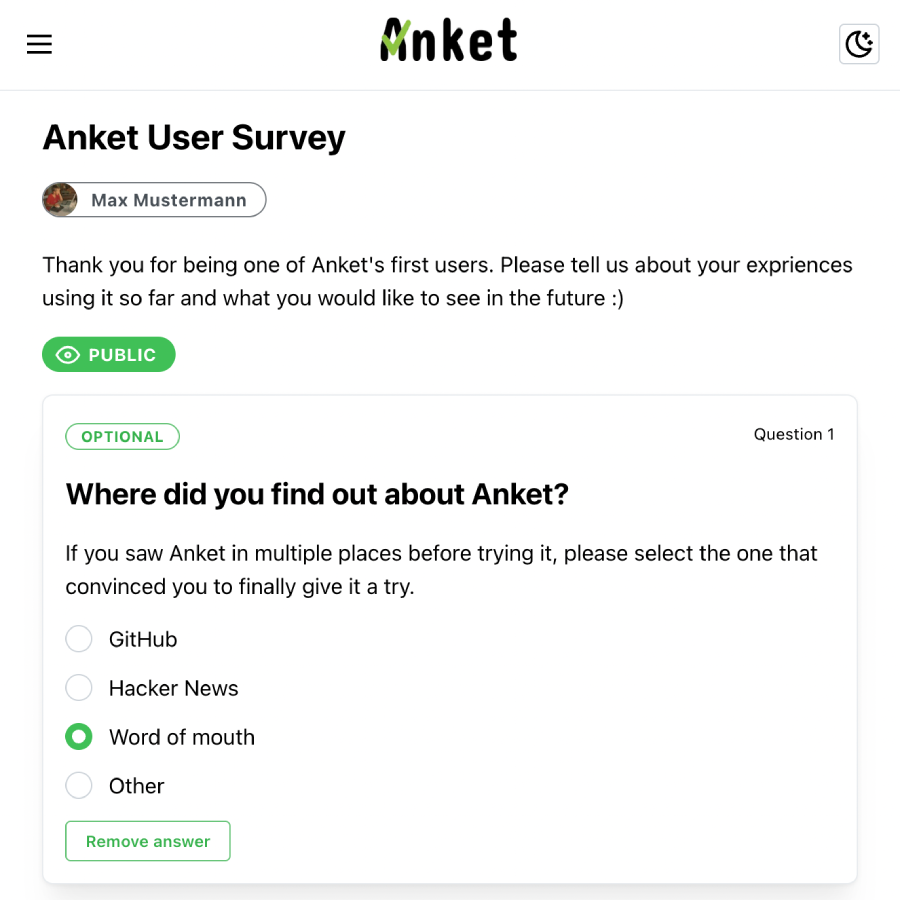 Anket
Anket User Survey
Max Mustermann
Thank you for being one of Anket's first users. Please tell us about your expriences
using it so far and what you would like to see in the future :)
PUBLIC
OPTIONAL
Question 1
Where did you find out about Anket?
If you saw Anket in multiple places before trying it, please select the one that
convinced you to finally give it a try.
GitHub
Hacker News
Word of mouth
Other
Remove answer